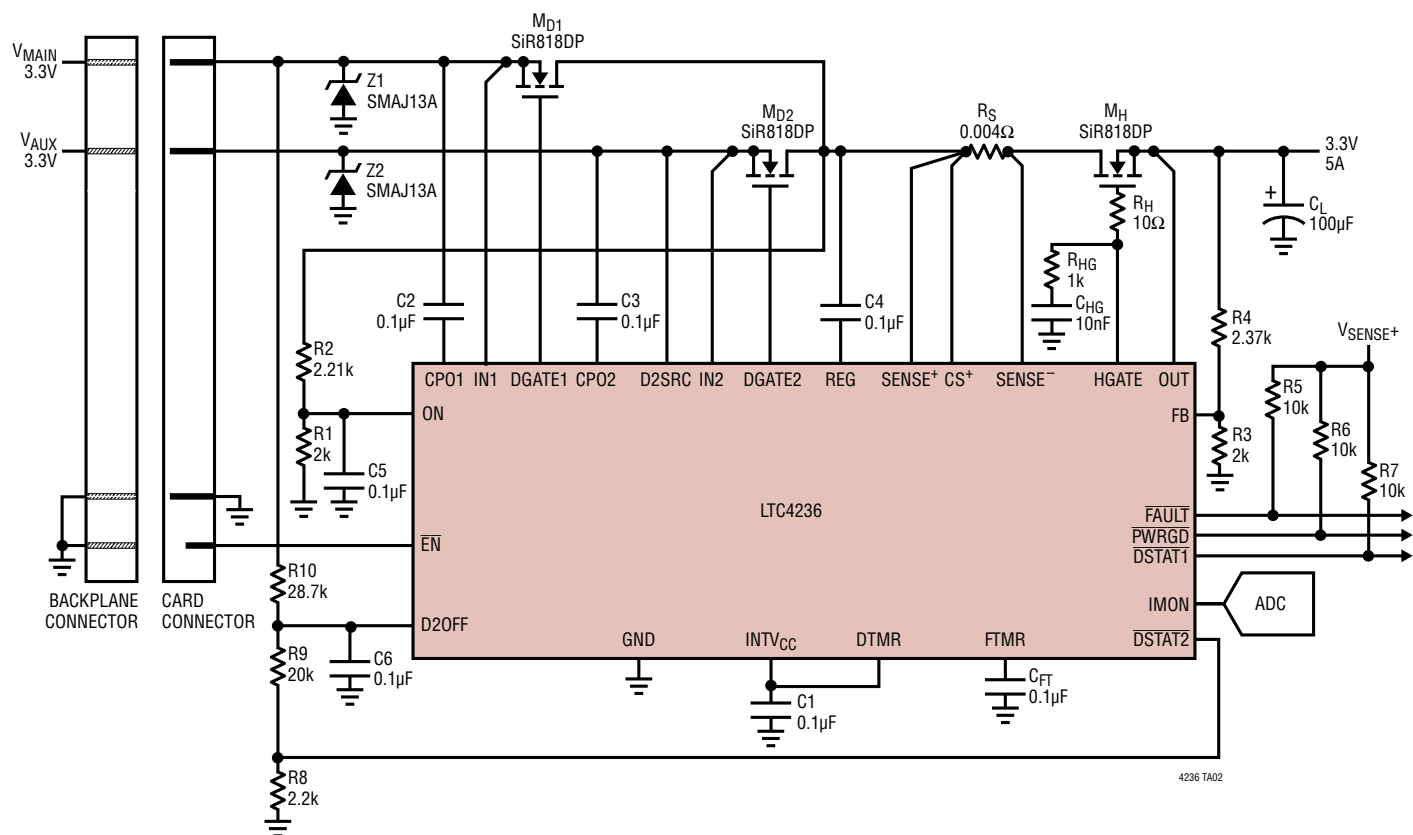 VMAIN
3.3V
VAUX
3.3V
BACKPLANE
CONNECTOR
CARD
CONNECTOR
Z1
SMAJ13A
Z2
SMAJ13A
MD1
SiR818DP
MD2
SiR818DP
RS
0.004Ω
MH
SiR818DP
3.3V
5A
RH
10Ω
+
CL
100µF
RHG
1k
CHG
10nF
C2
0.1µF
C3
0.1µF
C4
0.1µF
R4
2.37k
VSENSE+
R2
2.21k
R1
2k
C5
0.1µF
CPO1
IN1
DGATE1
CPO2
D2SRC
IN2
DGATE2
REG
SENSE+
CS+
SENSE−
HGATE
OUT
ON
FB
R3
2k
R5
10k
R6
10k
R7
10k
LTC4236
FAULT
PWRGD
DSTAT1
EN
R10
28.7k
IMON
ADC
D2OFF
GND
INTVCC
DTMR
FTMR
DSTAT2
R9
20k
C6
0.1µF
C1
0.1µF
CFT
0.1µF
R8
2.2k
4236 TA02